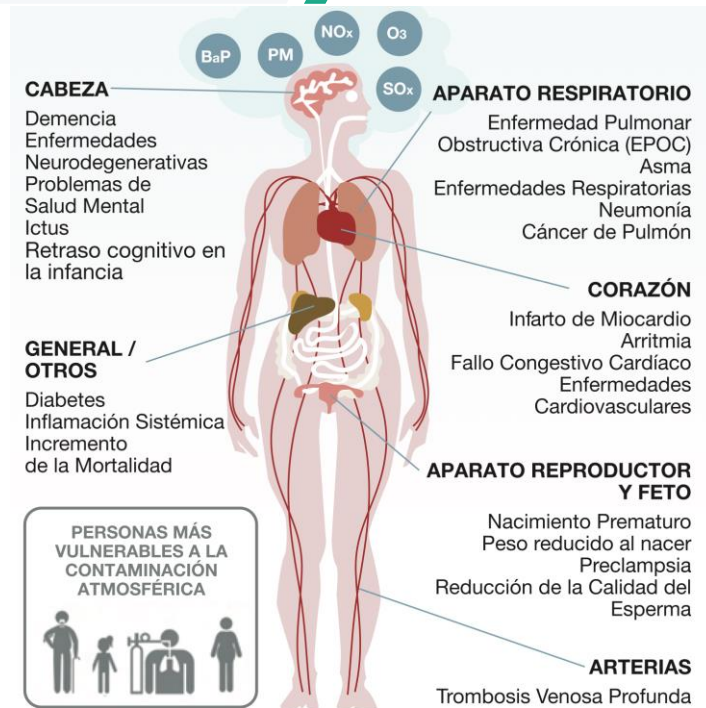 BaP
PM
NOx
O3
SOx
CABEZA
Demencia
Enfermedades
Neurodegenerativas
Problemas de
Salud Mental
Ictus
Retraso cognitivo en
la infancia
GENERAL /
OTROS
Diabetes
Inflamación Sistémica
Incremento
de la Mortalidad
PERSONAS MÁS
VULNERABLES A LA
CONTAMINACIÓN
ATMOSFÉRICA
APARATO RESPIRATORIO
Enfermedad Pulmonar
Obstructiva Crónica (EPOC)
Asma
Enfermedades Respiratorias
Neumonía
Cáncer de Pulmón
CORAZÓN
Infarto de Miocardio
Arritmia
Fallo Congestivo Cardíaco
Enfermedades
Cardiovasculares
APARATO REPRODUCTOR
Y FETO
Nacimiento Prematuro
Peso reducido al nacer
Preclampsia
Reducción de la Calidad del
Esperma
ARTERIAS
Trombosis Venosa Profunda